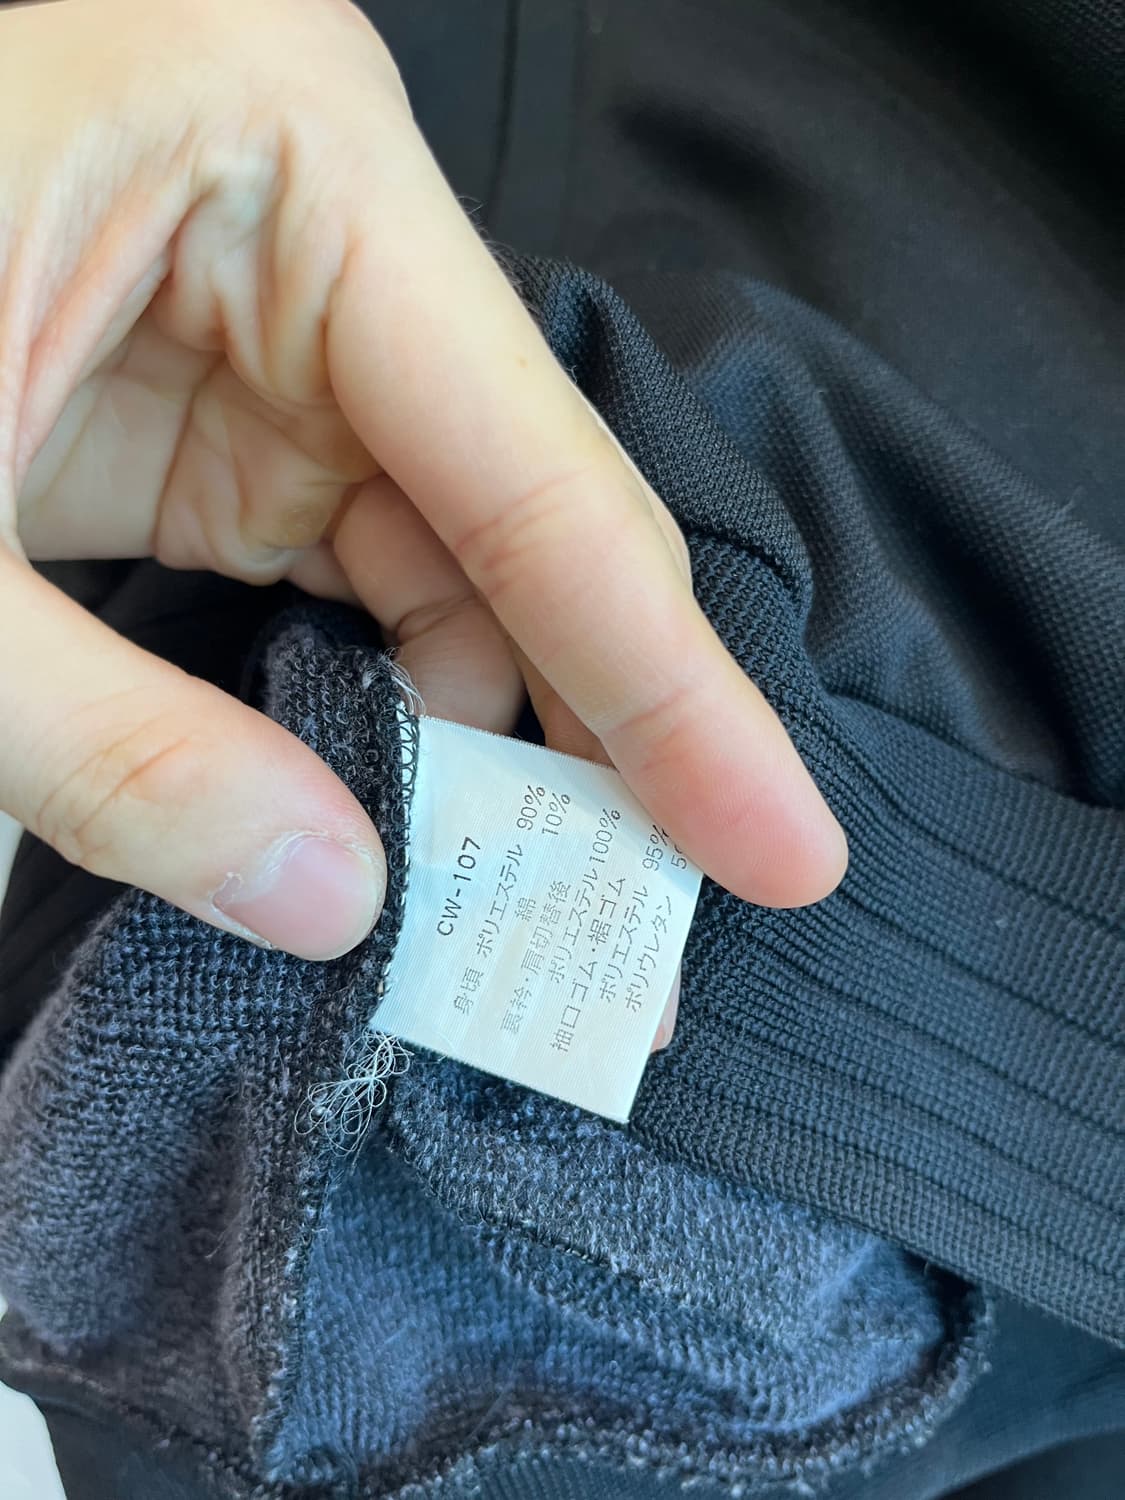 CW-107
身頃 ポリエステル 90%
綿 10%
裏衿・肩切替後
ポリエステル100%
袖口ゴム・裾ゴム
ポリエステル 95%
ポリウレタン